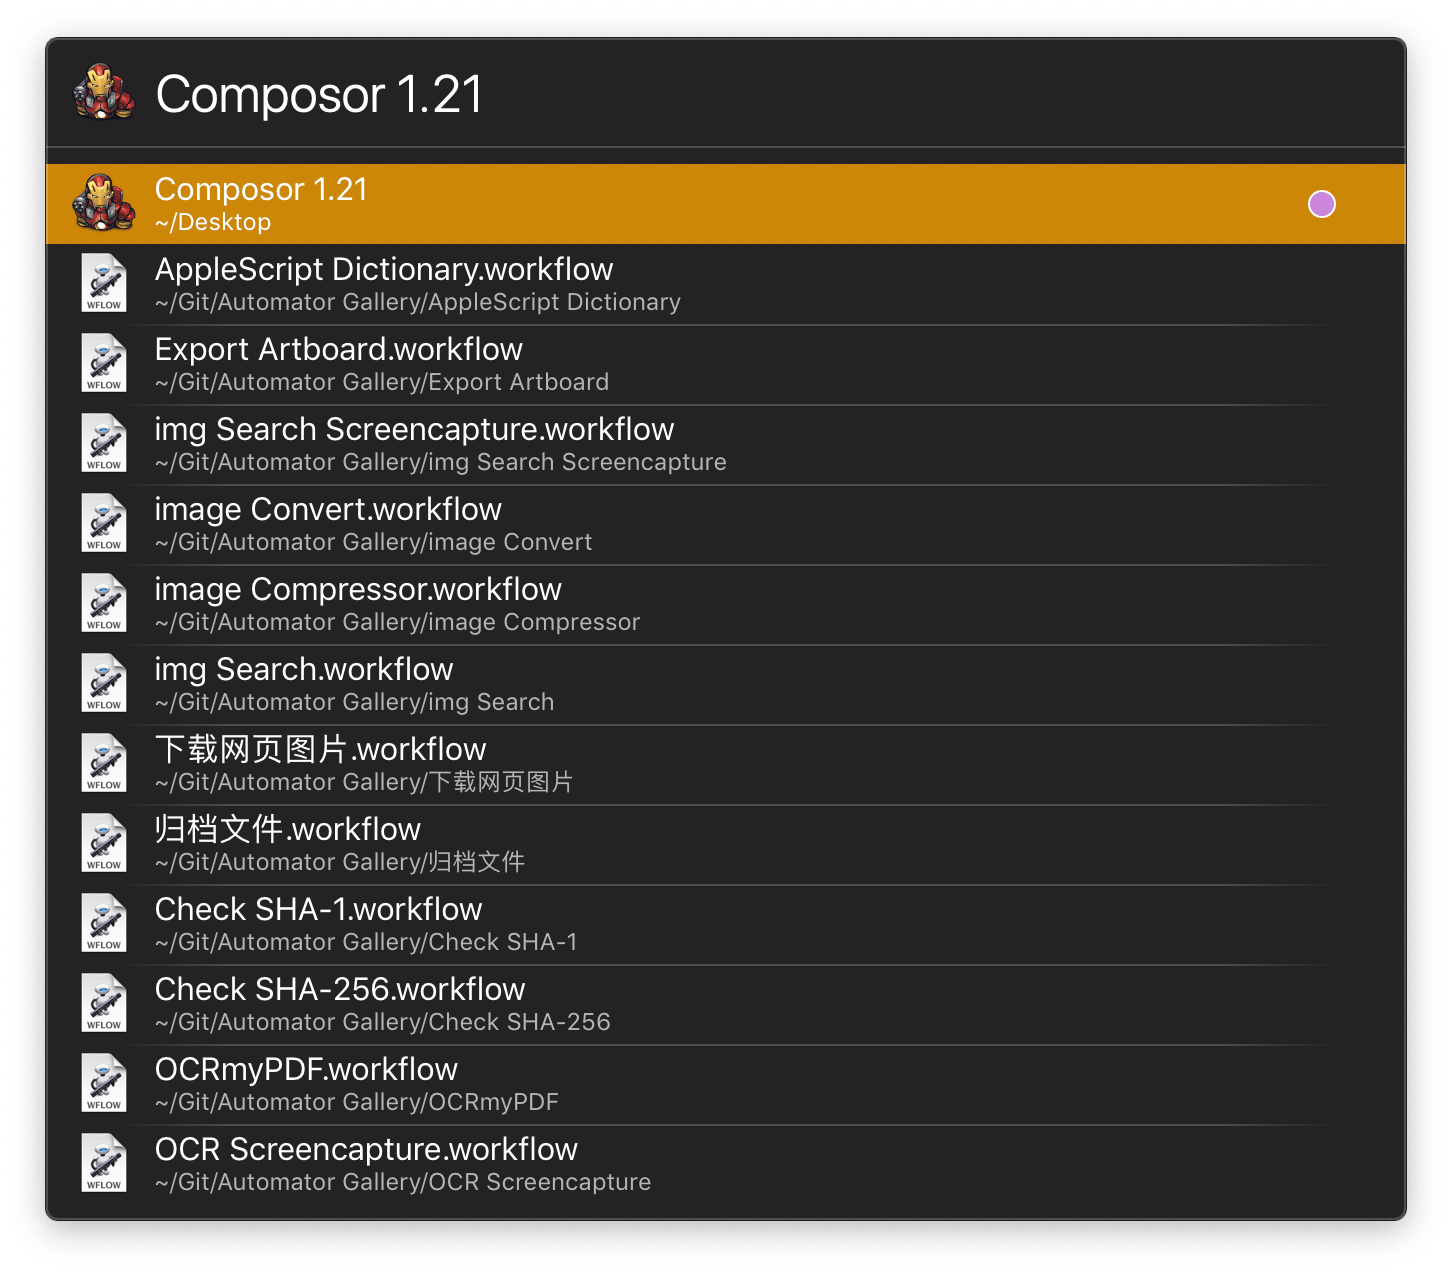 Composor 1.21
Composor 1.21
~/Desktop
AppleScript Dictionary.workflow
~/Git/Automator Gallery/AppleScript Dictionary
WFLOW
Export Artboard.workflow
~/Git/Automator Gallery/Export Artboard
WFLOW
img Search Screencapture.workflow
~/Git/Automator Gallery/img Search Screencapture
WFLOW
image Convert.workflow
~/Git/Automator Gallery/image Convert
WFLOW
image Compressor.workflow
~/Git/Automator Gallery/image Compressor
WFLOW
img Search.workflow
~/Git/Automator Gallery/img Search
WFLOW
下载网页图片.workflow
~/Git/Automator Gallery/下载网页图片
WFLOW
归档文件.workflow
~/Git/Automator Gallery/归档文件
WFLOW
Check SHA-1.workflow
~/Git/Automator Gallery/Check SHA-1
WFLOW
Check SHA-256.workflow
~/Git/Automator Gallery/Check SHA-256
WFLOW
OCRmyPDF.workflow
~/Git/Automator Gallery/OCRmyPDF
WFLOW
OCR Screencapture.workflow
~/Git/Automator Gallery/OCR Screencapture
WFLOW